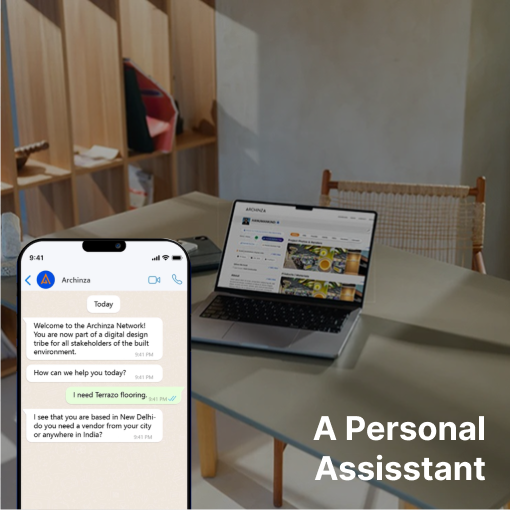 9:41
Archinza
Today
Welcome to the Archinza Network!
You are now part of a digital design
tribe for all stakeholders of the built
environment.
9:41 PM
How can we help you today?
9:41 PM
I need Terrazo flooring.
9:41 PM
I see that you are based in New Delhi-
do you need a vendor from your city
or anywhere in India?
9:41 PM
ARCHINZA
A Personal
Assisstant